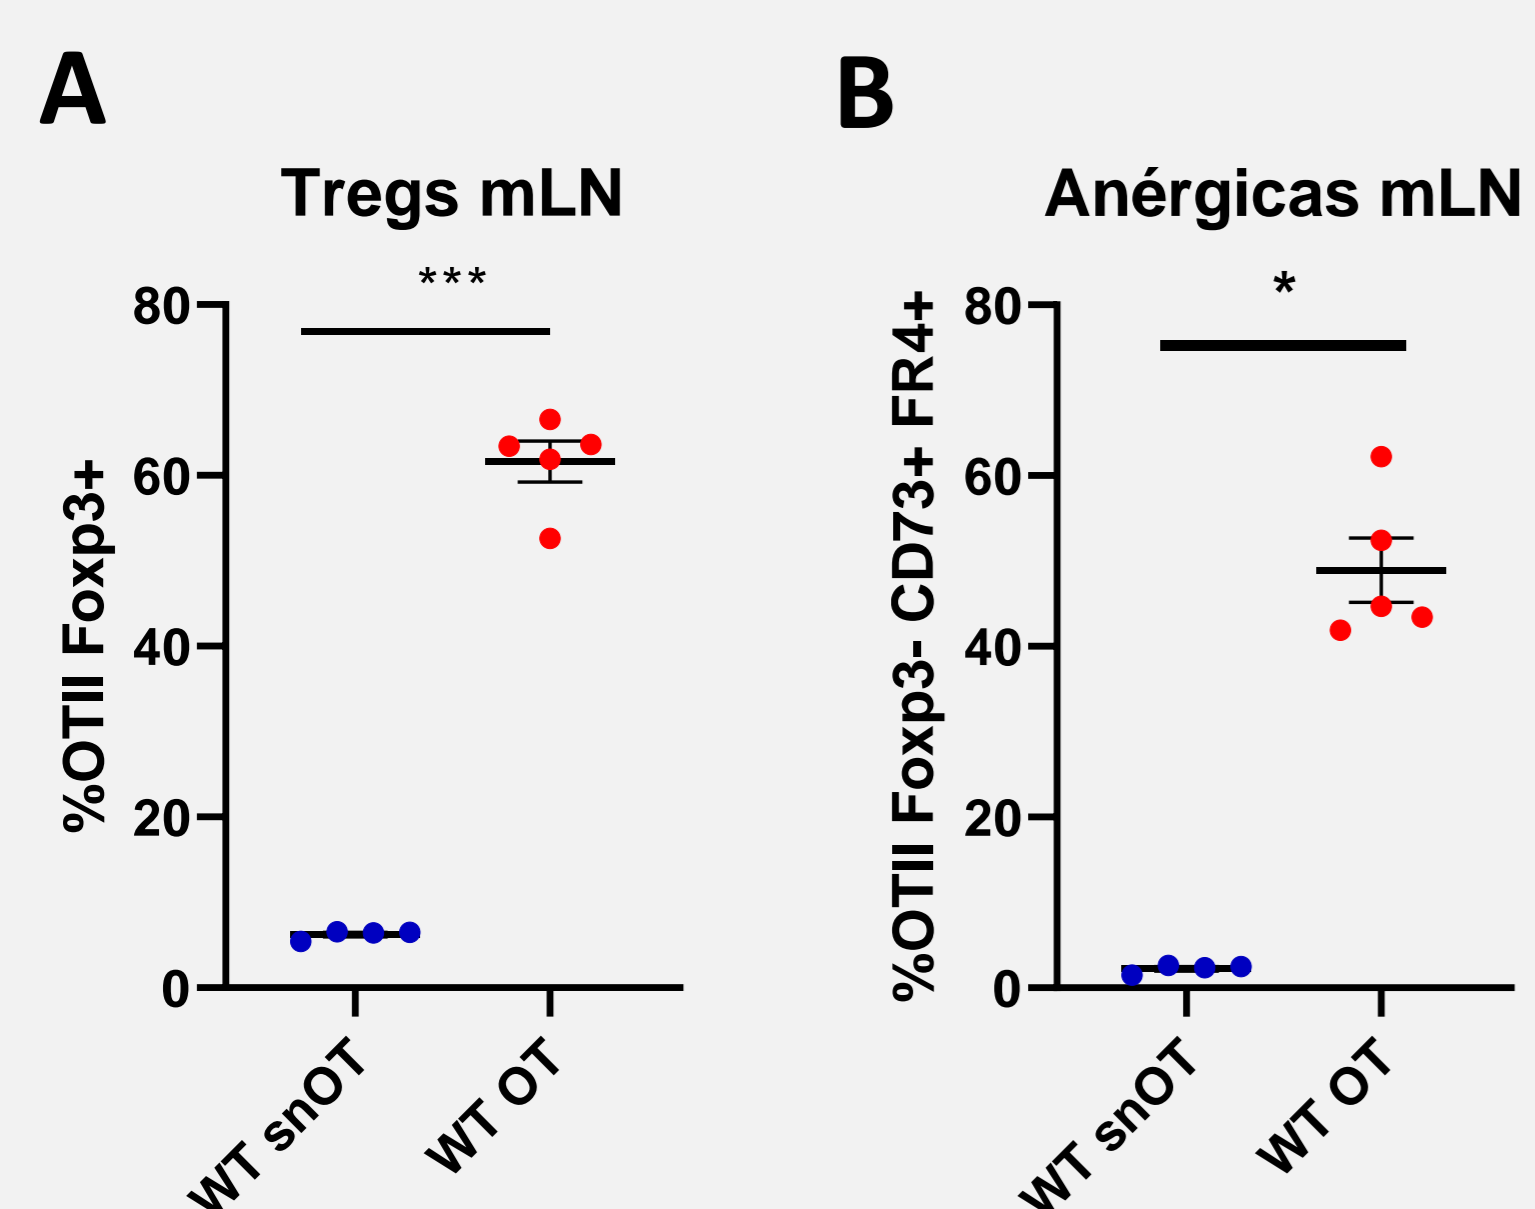 A
Tregs mLN
***
%OTII Foxp3+
80
60
40
20
0
WT snOT
WT OT
B
Anérgicas mLN
*
%OTII Foxp3- CD73+ FR4+
80
60
40
20
0
WT snOT
WT OT